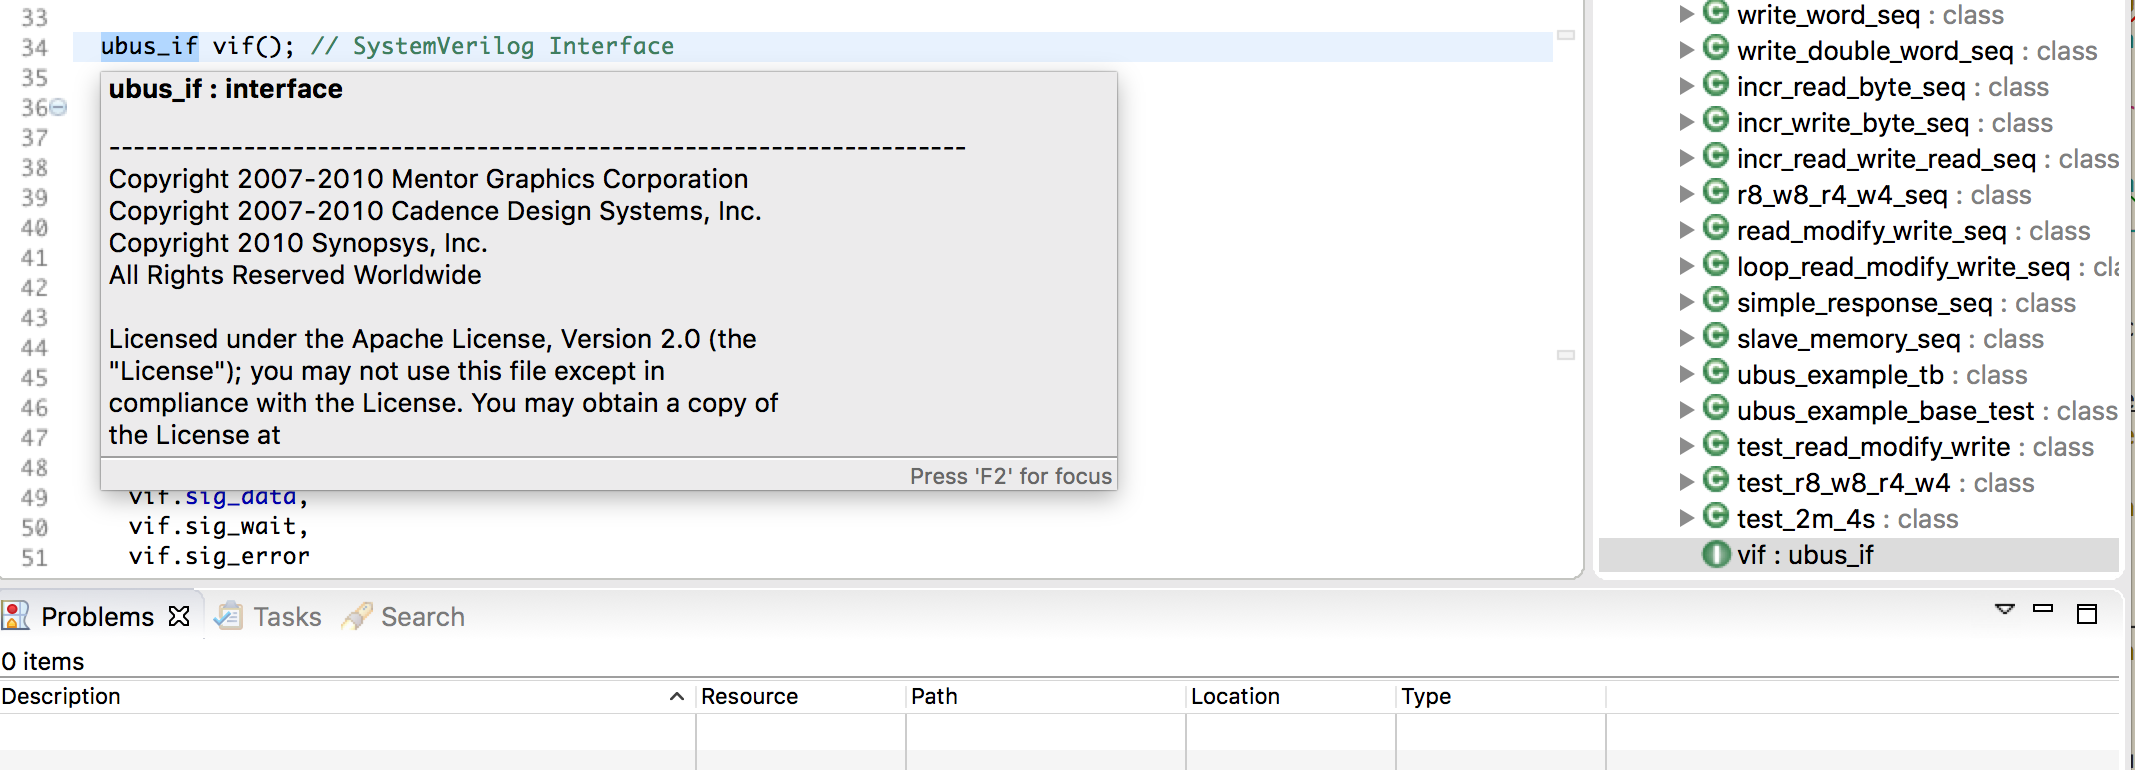 33
34 ubus_if vif(); // SystemVerilog Interface
35
36
37
38
39
40
41
42
43
44
45
46
47
48
49 vif.sig_data,
50 vif.sig_wait,
51 vif.sig_error
ubus_if : interface
----------------------------------------------------------------------
Copyright 2007-2010 Mentor Graphics Corporation
Copyright 2007-2010 Cadence Design Systems, Inc.
Copyright 2010 Synopsys, Inc.
All Rights Reserved Worldwide
Licensed under the Apache License, Version 2.0 (the
"License"); you may not use this file except in
compliance with the License. You may obtain a copy of
the License at
Press 'F2' for focus
write_word_seq : class
write_double_word_seq : class
incr_read_byte_seq : class
incr_write_byte_seq : class
incr_read_write_read_seq : class
r8_w8_r4_w4_seq : class
read_modify_write_seq : class
loop_read_modify_write_seq : cl
simple_response_seq : class
slave_memory_seq : class
ubus_example_tb : class
ubus_example_base_test : class
test_read_modify_write : class
test_r8_w8_r4_w4 : class
test_2m_4s : class
vif : ubus_if
Problems Tasks Search
0 items
Description Resource Path Location Type